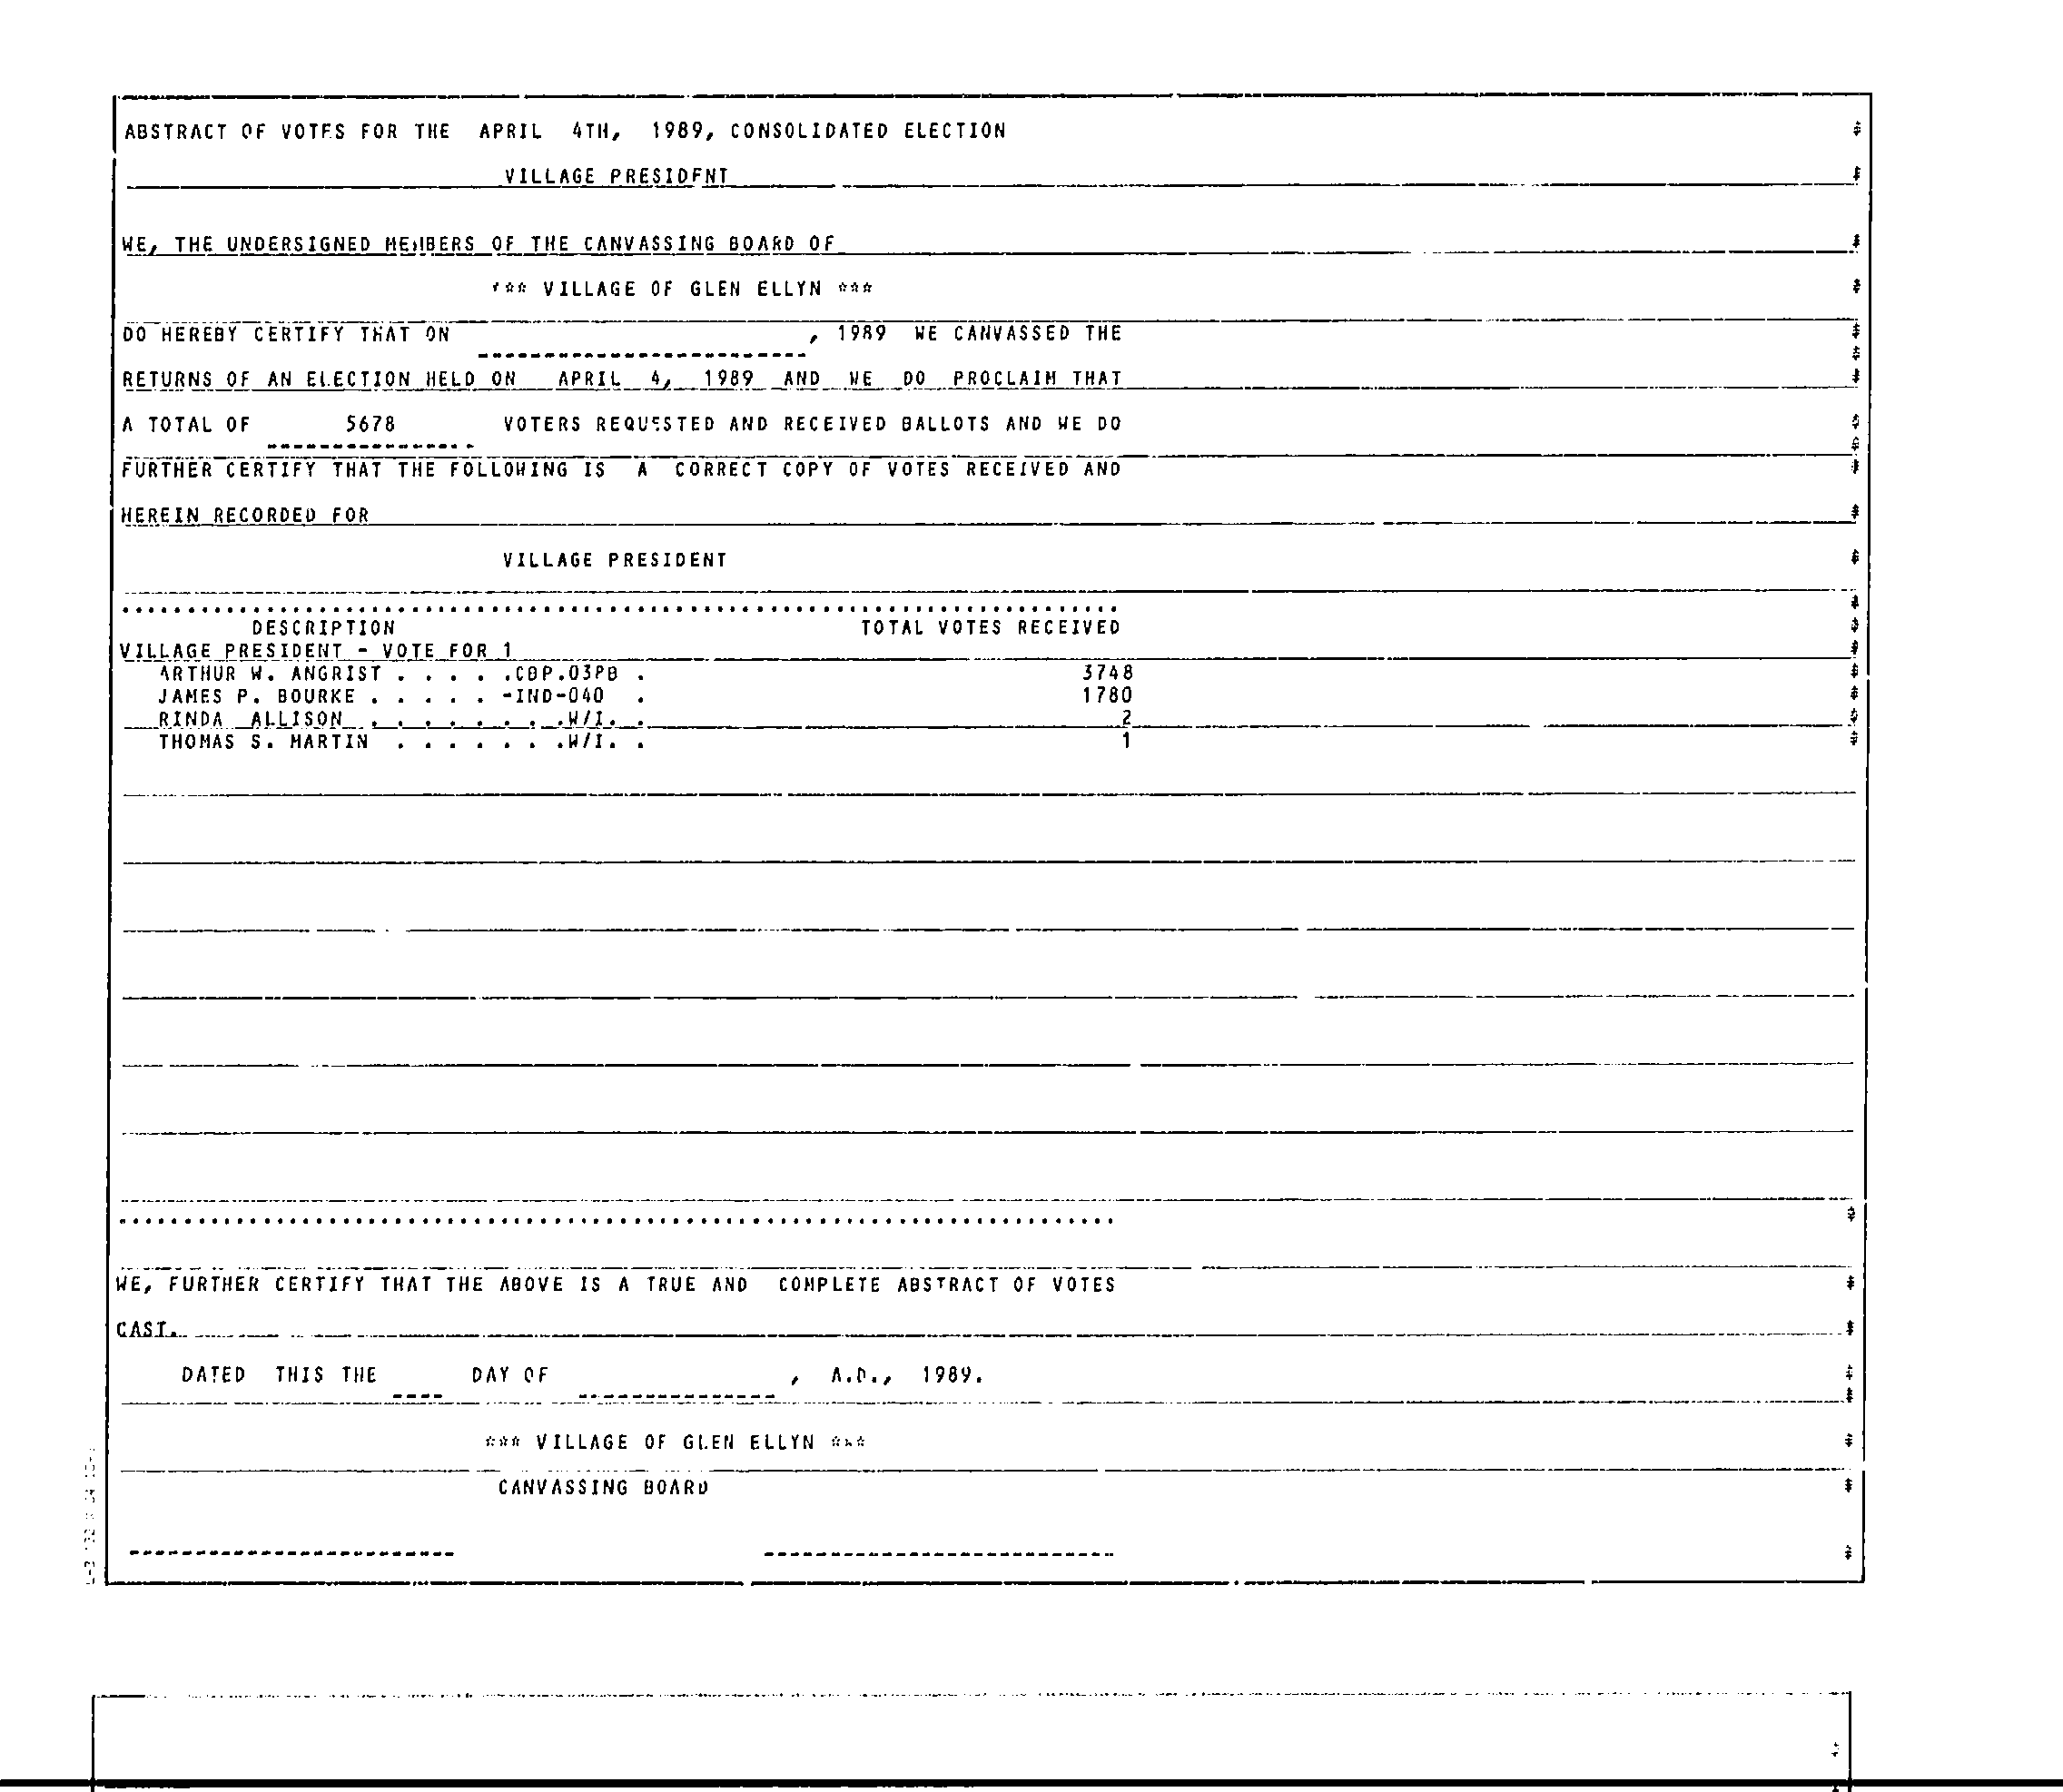 ABSTRACT OF VOTES FOR THE APRIL 4TH, 1989, CONSOLIDATED ELECTION
VILLAGE PRESIDENT
WE, THE UNDERSIGNED MEMBERS OF THE CANVASSING BOARD OF
*** VILLAGE OF GLEN ELLYN ***
DO HEREBY CERTIFY THAT ON , 1989 WE CANVASSED THE
RETURNS OF AN ELECTION HELD ON APRIL 4, 1989 AND WE DO PROCLAIM THAT
A TOTAL OF 5678 VOTERS REQUESTED AND RECEIVED BALLOTS AND WE DO
FURTHER CERTIFY THAT THE FOLLOWING IS A CORRECT COPY OF VOTES RECEIVED AND
HEREIN RECORDED FOR
VILLAGE PRESIDENT
DESCRIPTION TOTAL VOTES RECEIVED
VILLAGE PRESIDENT - VOTE FOR 1
ARTHUR W. ANGRIST . . . . .CBP.03PB . 3748
JAMES P. BOURKE . . . . . -IND-040 . 1780
RINDA ALLISON . . . . . . . .W/I. . 2
THOMAS S. MARTIN . . . . . . .W/I. . 1
WE, FURTHER CERTIFY THAT THE ABOVE IS A TRUE AND COMPLETE ABSTRACT OF VOTES
CAST.
DATED THIS THE ---- DAY OF --------------- , A.D., 1989.
*** VILLAGE OF GLEN ELLYN ***
CANVASSING BOARD